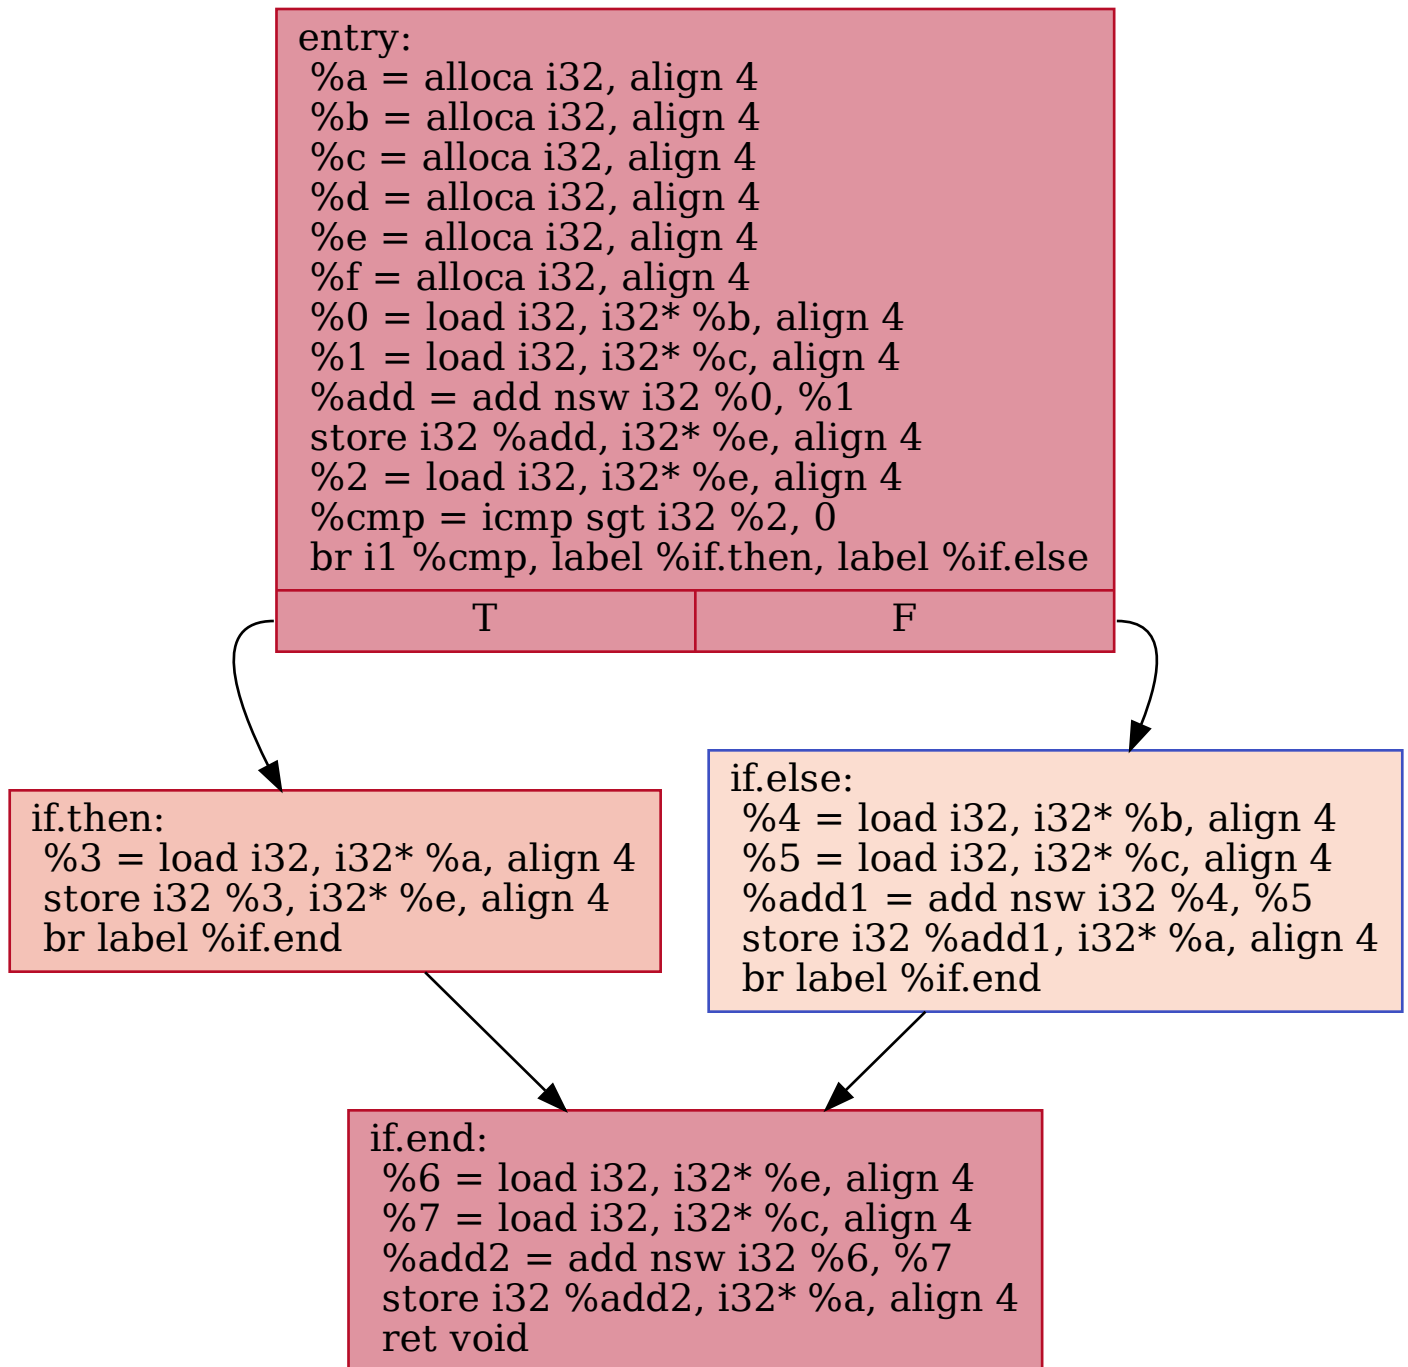 entry:
%a = alloca i32, align 4
%b = alloca i32, align 4
%c = alloca i32, align 4
%d = alloca i32, align 4
%e = alloca i32, align 4
%f = alloca i32, align 4
%0 = load i32, i32* %b, align 4
%1 = load i32, i32* %c, align 4
%add = add nsw i32 %0, %1
store i32 %add, i32* %e, align 4
%2 = load i32, i32* %e, align 4
%cmp = icmp sgt i32 %2, 0
br i1 %cmp, label %if.then, label %if.else
T
F
if.then:
%3 = load i32, i32* %a, align 4
store i32 %3, i32* %e, align 4
br label %if.end
if.else:
%4 = load i32, i32* %b, align 4
%5 = load i32, i32* %c, align 4
%add1 = add nsw i32 %4, %5
store i32 %add1, i32* %a, align 4
br label %if.end
if.end:
%6 = load i32, i32* %e, align 4
%7 = load i32, i32* %c, align 4
%add2 = add nsw i32 %6, %7
store i32 %add2, i32* %a, align 4
ret void